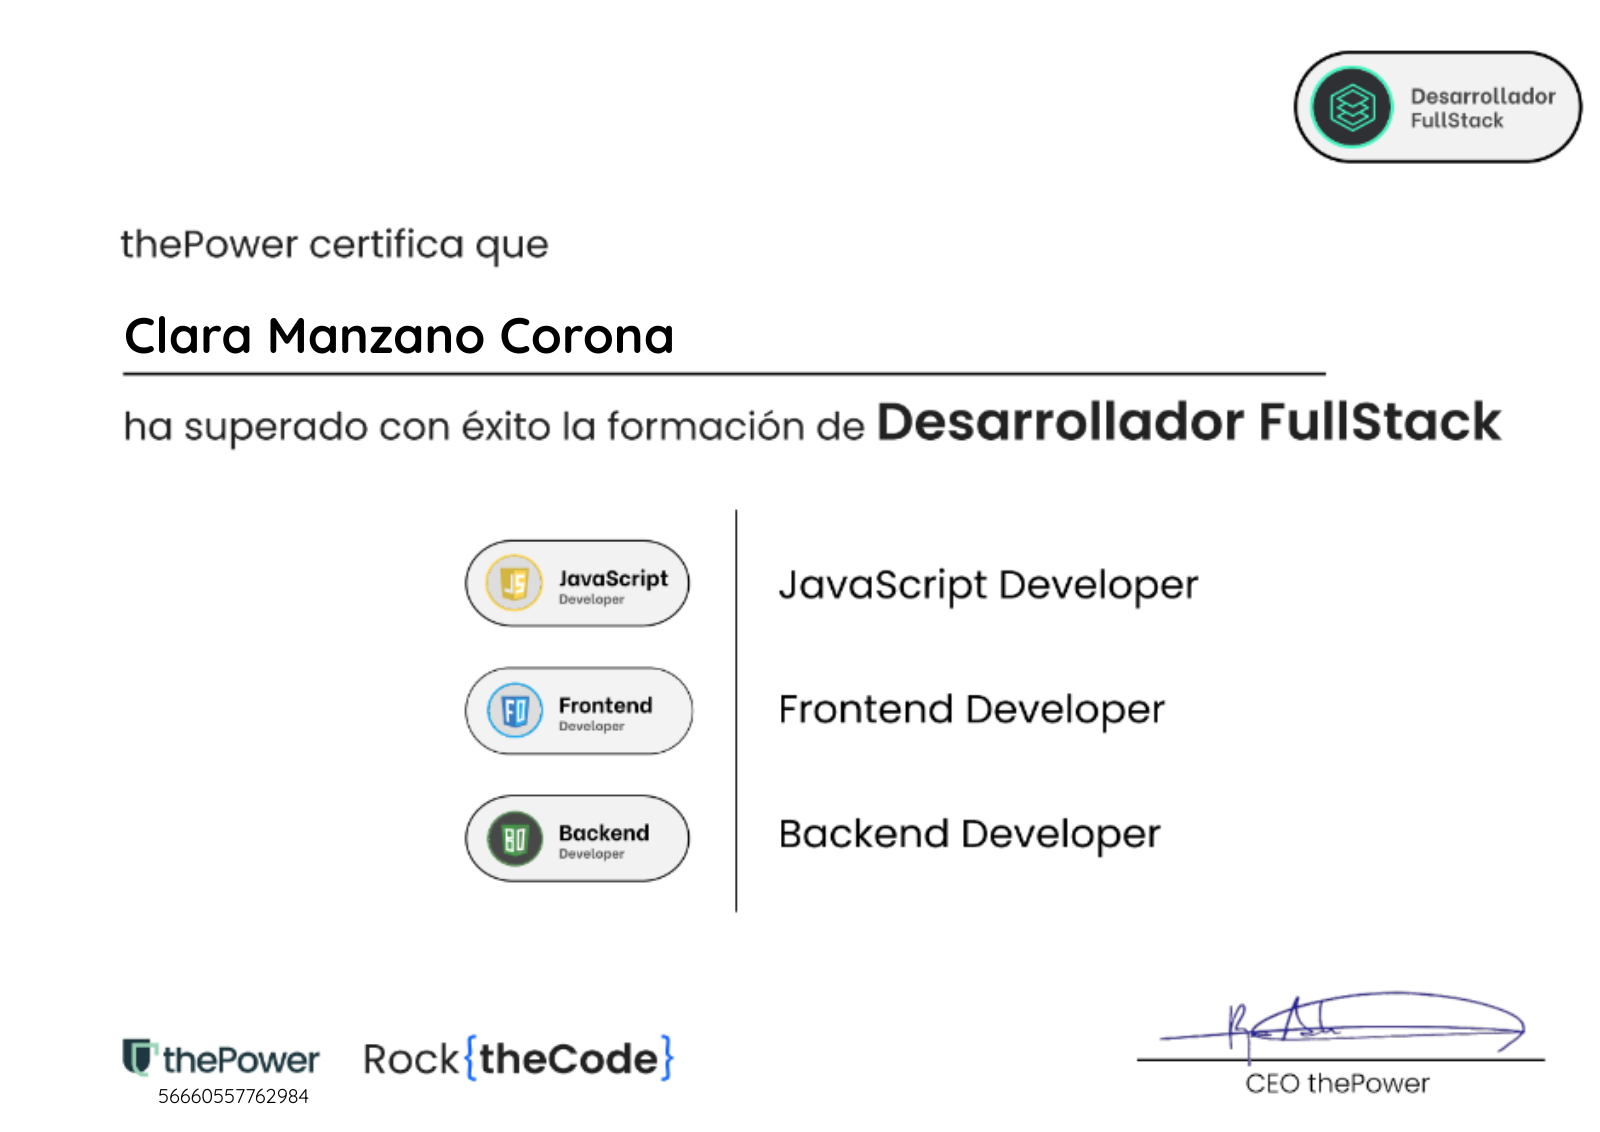 Desarrollador
FullStack
thePower certifica que
Clara Manzano Corona
ha superado con éxito la formación de Desarrollador FullStack
JS
JavaScript
Developer
JavaScript Developer
FD
Frontend
Developer
Frontend Developer
BD
Backend
Developer
Backend Developer
thePower
56660557762984
Rock{theCode}
CEO thePower